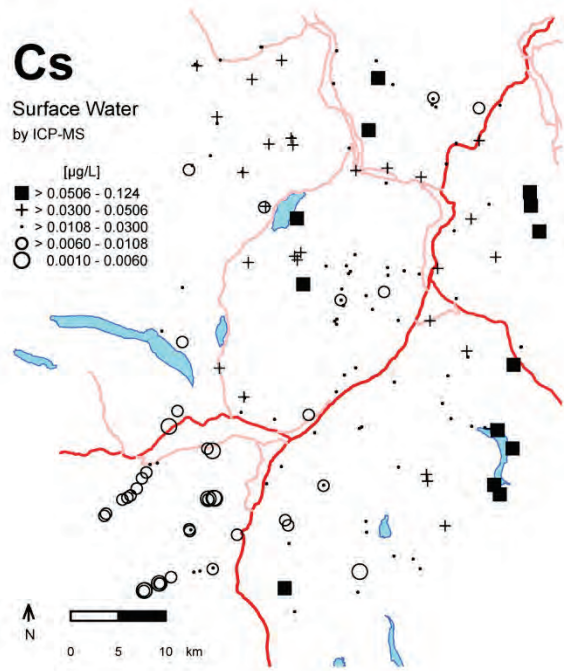 Cs
Surface Water
by ICP-MS
[µg/L]
> 0.0506 - 0.124
> 0.0300 - 0.0506
> 0.0108 - 0.0300
> 0.0060 - 0.0108
0.0010 - 0.0060
N
0 5 10 km